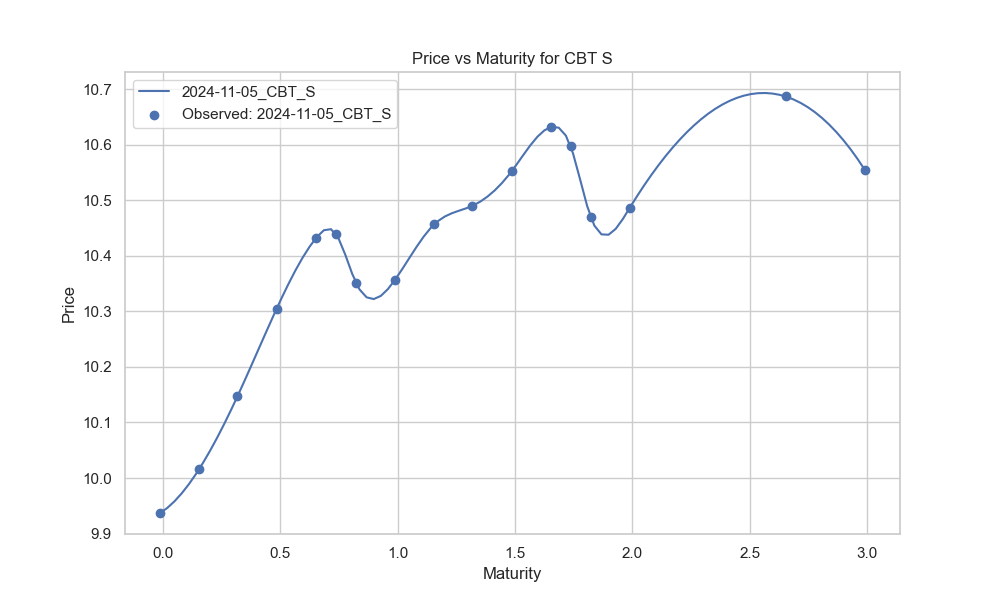 Price vs Maturity for CBT S
2024-11-05_CBT_S
Observed: 2024-11-05_CBT_S
Price
10.7
10.6
10.5
10.4
10.3
10.2
10.1
10.0
9.9
0.0 0.5 1.0 1.5 2.0 2.5 3.0
Maturity